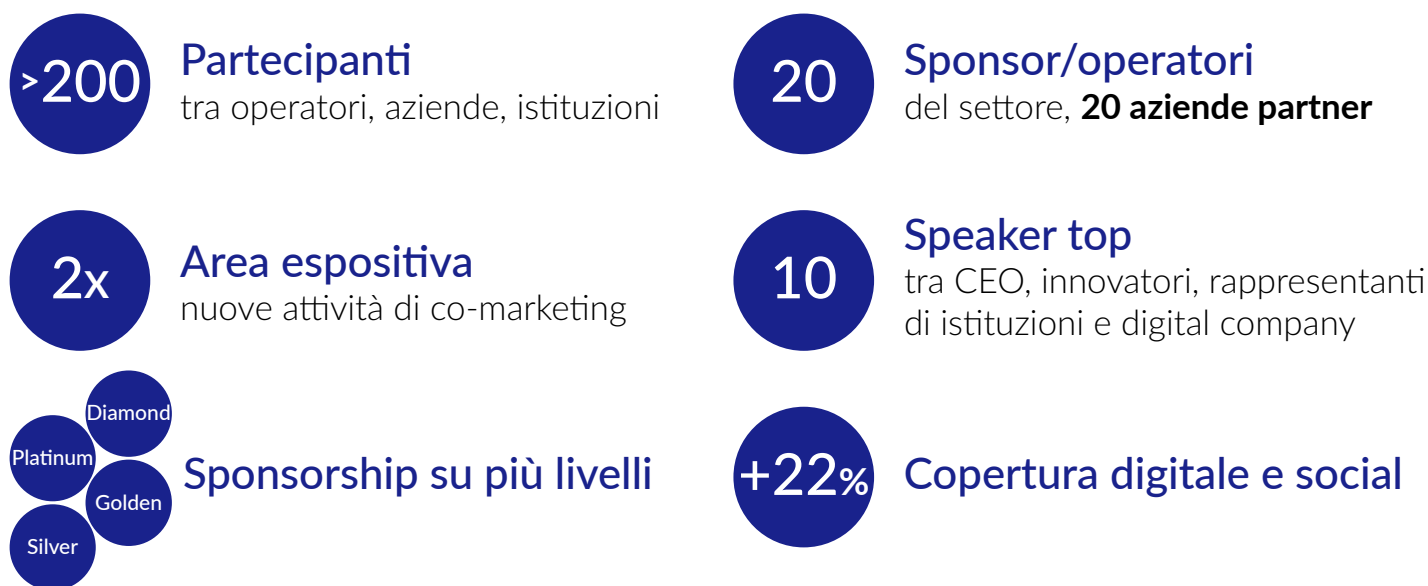 >200
Partecipanti
tra operatori, aziende, istituzioni
20
Sponsor/operatori
del settore, 20 aziende partner
2x
Area espositiva
nuove attività di co-marketing
10
Speaker top
tra CEO, innovatori, rappresentanti
di istituzioni e digital company
Diamond
Platinum
Golden
Silver
Sponsorship su più livelli
+22%
Copertura digitale e social